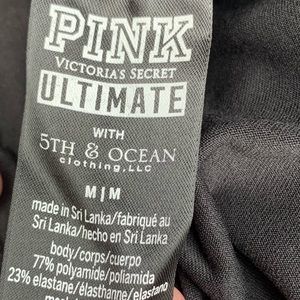 PINK
VICTORIA'S SECRET
ULTIMATE
WITH
5TH & OCEAN
clothing, LLC
M|M
made in Sri Lanka/fabriqué au
Sri Lanka/hecho en Sri Lanka
body/corps/cuerpo
77% polyamide/poliamida
23% elastane/élasthanne/elastano